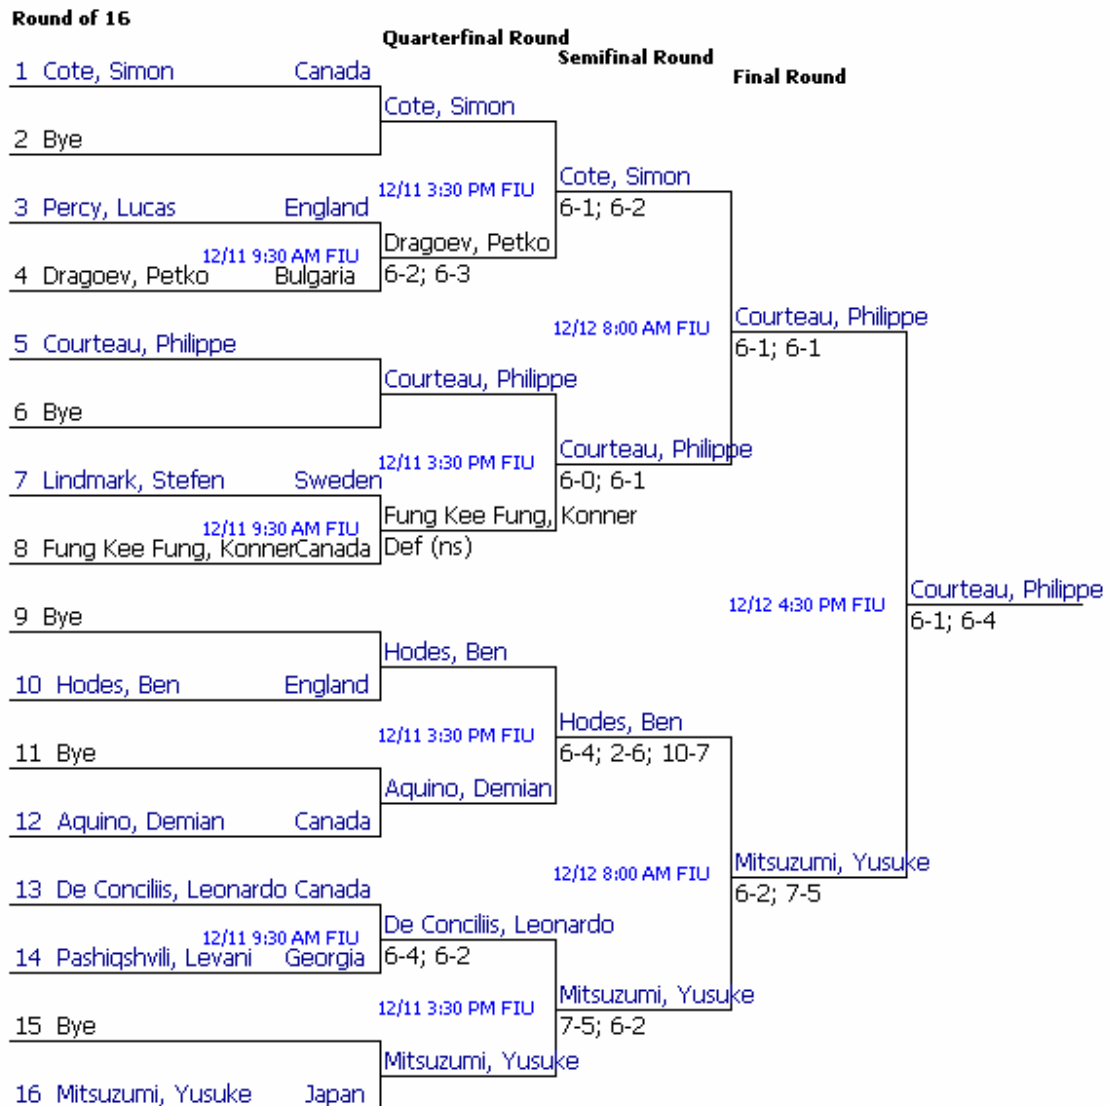 Round of 16
Quarterfinal Round
Semifinal Round
Final Round
1 Cote, Simon Canada
Cote, Simon
2 Bye
12/11 3:30 PM FIU
Cote, Simon
6-1; 6-2
3 Percy, Lucas England
12/11 9:30 AM FIU
Dragoev, Petko
6-2; 6-3
4 Dragoev, Petko Bulgaria
12/12 8:00 AM FIU
Courteau, Philippe
6-1; 6-1
5 Courteau, Philippe
Courteau, Philippe
6 Bye
12/11 3:30 PM FIU
Courteau, Philippe
6-0; 6-1
7 Lindmark, Stefen Sweden
12/11 9:30 AM FIU
Fung Kee Fung, Konner
Def (ns)
8 Fung Kee Fung, Konner Canada
12/12 4:30 PM FIU
Courteau, Philippe
6-1; 6-4
9 Bye
Hodes, Ben
10 Hodes, Ben England
12/11 3:30 PM FIU
Hodes, Ben
6-4; 2-6; 10-7
11 Bye
Aquino, Demian
12 Aquino, Demian Canada
12/12 8:00 AM FIU
Mitsuzumi, Yusuke
6-2; 7-5
13 De Conciliis, Leonardo Canada
12/11 9:30 AM FIU
De Conciliis, Leonardo
6-4; 6-2
14 Pashiqshvili, Levani Georgia
12/11 3:30 PM FIU
Mitsuzumi, Yusuke
7-5; 6-2
15 Bye
Mitsuzumi, Yusuke
16 Mitsuzumi, Yusuke Japan